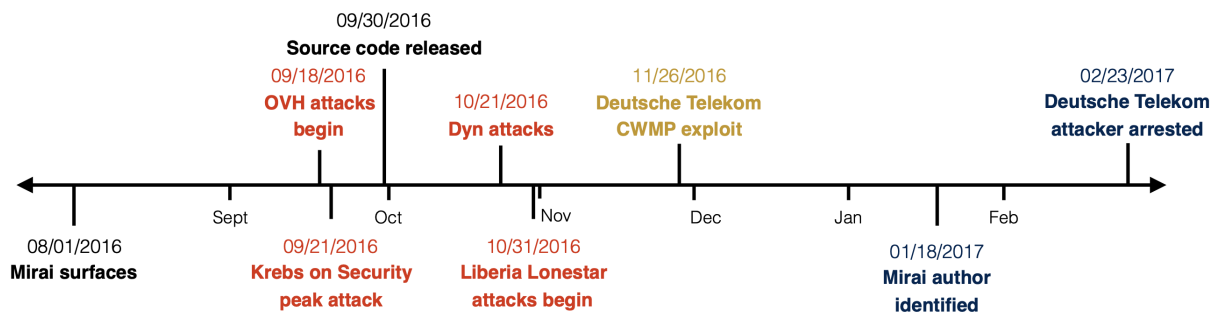 09/30/2016
Source code released
09/18/2016
OVH attacks
begin
10/21/2016
Dyn attacks
11/26/2016
Deutsche Telekom
CWMP exploit
02/23/2017
Deutsche Telekom
attacker arrested
Sept
Oct
Nov
Dec
Jan
Feb
08/01/2016
Mirai surfaces
09/21/2016
Krebs on Security
peak attack
10/31/2016
Liberia Lonestar
attacks begin
01/18/2017
Mirai author
identified